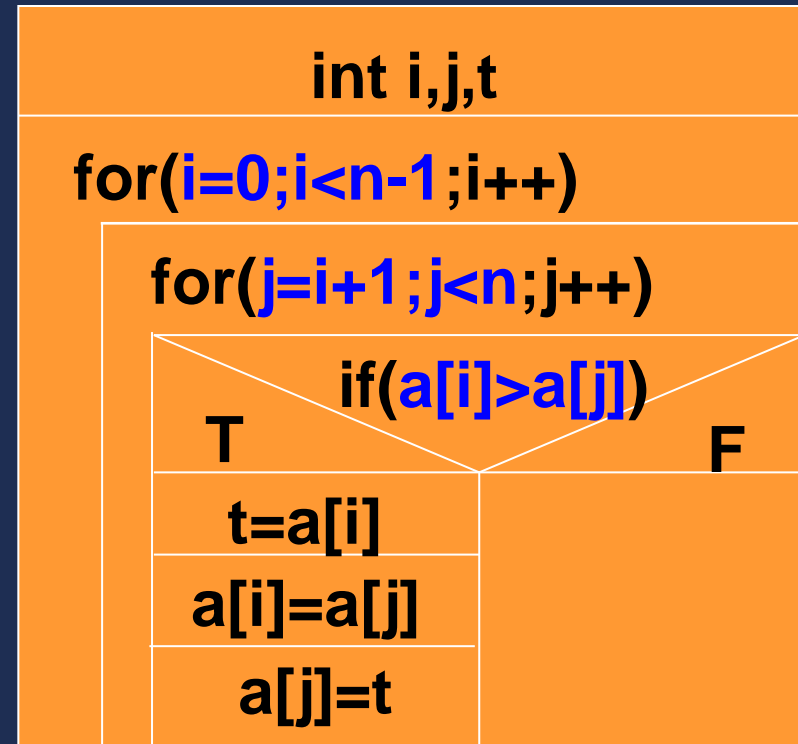 int i,j,t
for(i=0;i<n-1;i++)
for(j=i+1;j<n;j++)
if(a[i]>a[j])
T
F
t=a[i]
a[i]=a[j]
a[j]=t